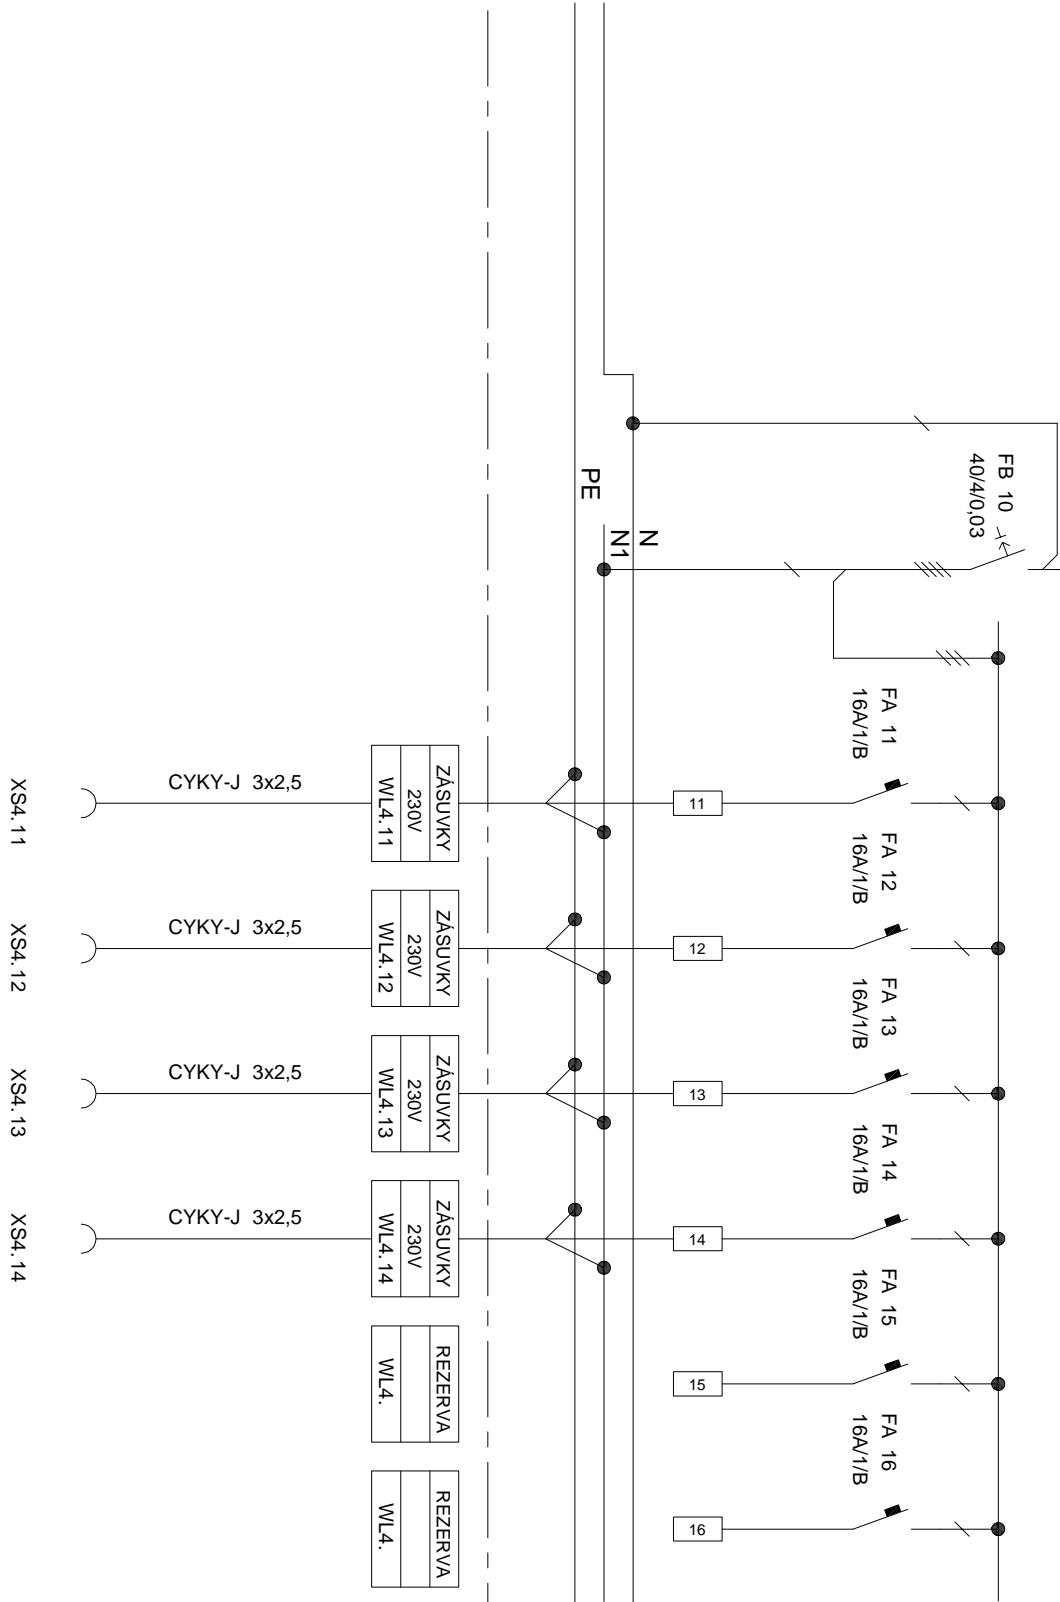 FB 10
40/4/0,03
PE
N1
N
FA 11
16A/1/B
FA 12
16A/1/B
FA 13
16A/1/B
FA 14
16A/1/B
FA 15
16A/1/B
FA 16
16A/1/B
11
12
13
14
15
16
ZÁSUVKY
230V
WL4.11
ZÁSUVKY
230V
WL4.12
ZÁSUVKY
230V
WL4.13
ZÁSUVKY
230V
WL4.14
REZERVA
WL4.
REZERVA
WL4.
CYKY-J 3x2,5
CYKY-J 3x2,5
CYKY-J 3x2,5
CYKY-J 3x2,5
XS4.11
XS4.12
XS4.13
XS4.14